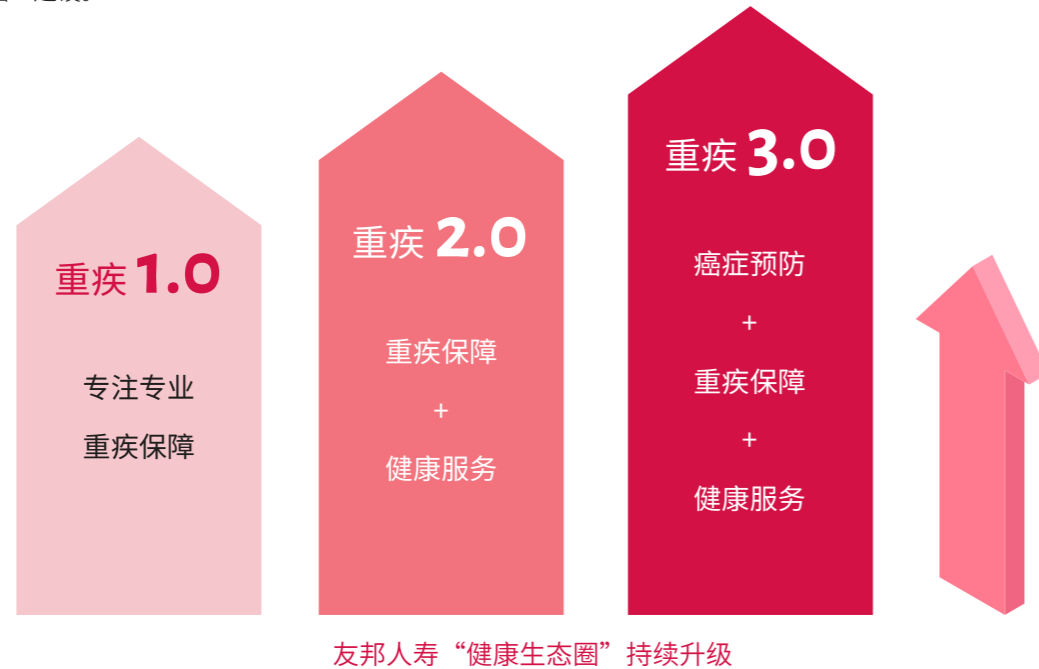 重疾 1.0
专注专业
重疾保障
重疾 2.0
重疾保障
+
健康服务
重疾 3.0
癌症预防
+
重疾保障
+
健康服务
友邦人寿“健康生态圈”持续升级